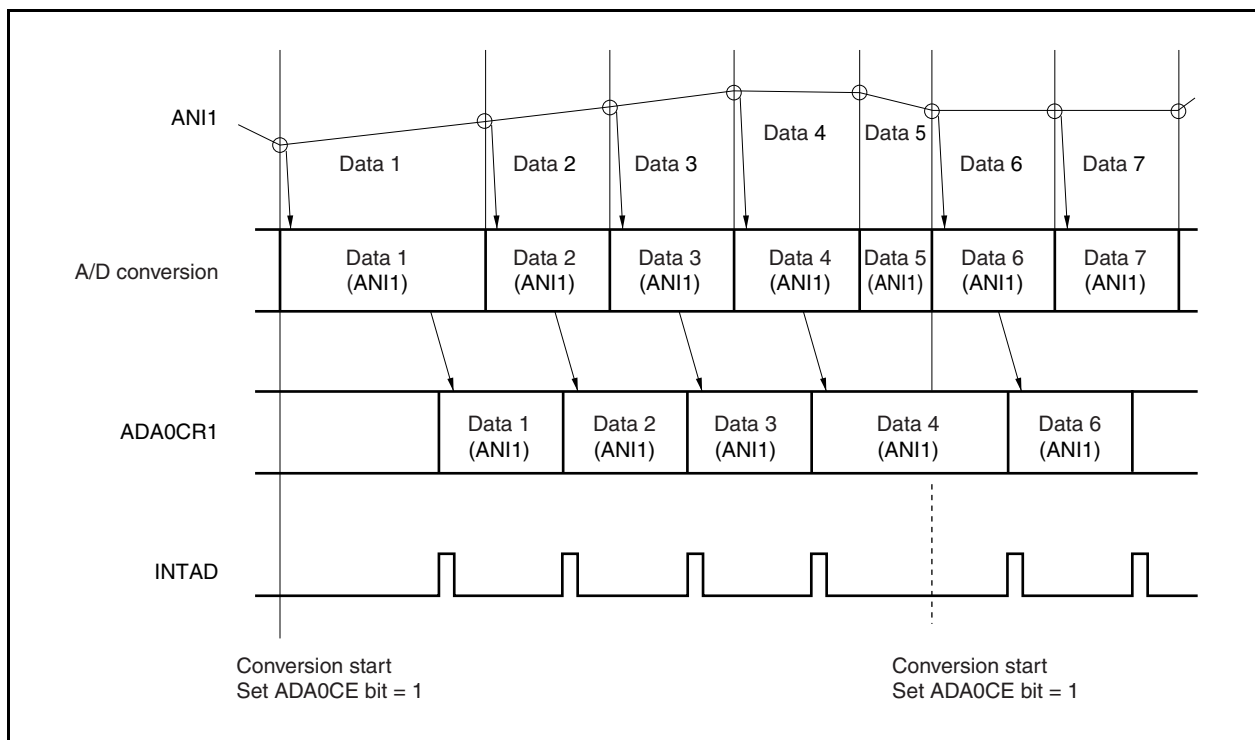 ANI1
Data 1
Data 2
Data 3
Data 4
Data 5
Data 6
Data 7
A/D conversion
Data 1
(ANI1)
Data 2
(ANI1)
Data 3
(ANI1)
Data 4
(ANI1)
Data 5
(ANI1)
Data 6
(ANI1)
Data 7
(ANI1)
ADA0CR1
Data 1
(ANI1)
Data 2
(ANI1)
Data 3
(ANI1)
Data 4
(ANI1)
Data 6
(ANI1)
INTAD
Conversion start
Set ADA0CE bit = 1
Conversion start
Set ADA0CE bit = 1